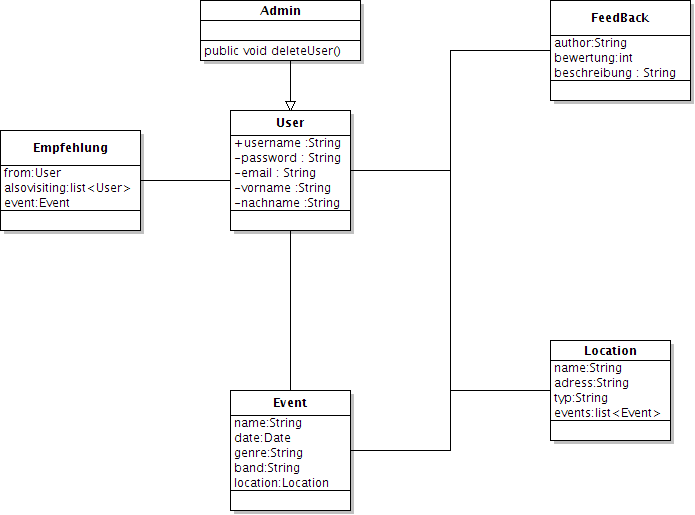 Admin
public void deleteUser()
FeedBack
author:String
bewertung:int
beschreibung : String
User
+username :String
-password : String
-email : String
-vorname :String
-nachname :String
Empfehlung
from:User
alsovisiting:list<User>
event:Event
Location
name:String
adress:String
typ:String
events:list<Event>
Event
name:String
date:Date
genre:String
band:String
location:Location